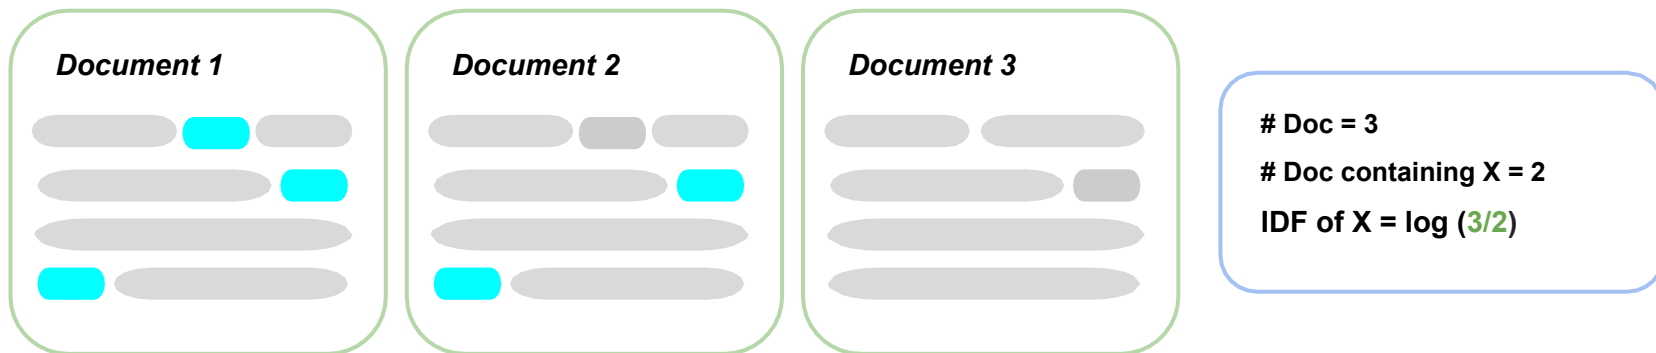 Document 1
Document 2
Document 3
# Doc = 3
# Doc containing X = 2
IDF of X = log (3/2)